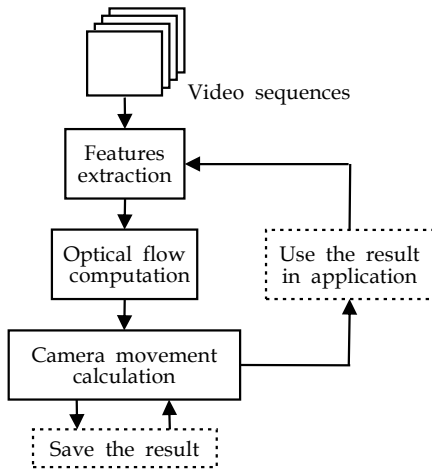 Video sequences
Features
extraction
Optical flow
computation
Use the result
in application
Camera movement
calculation
Save the result